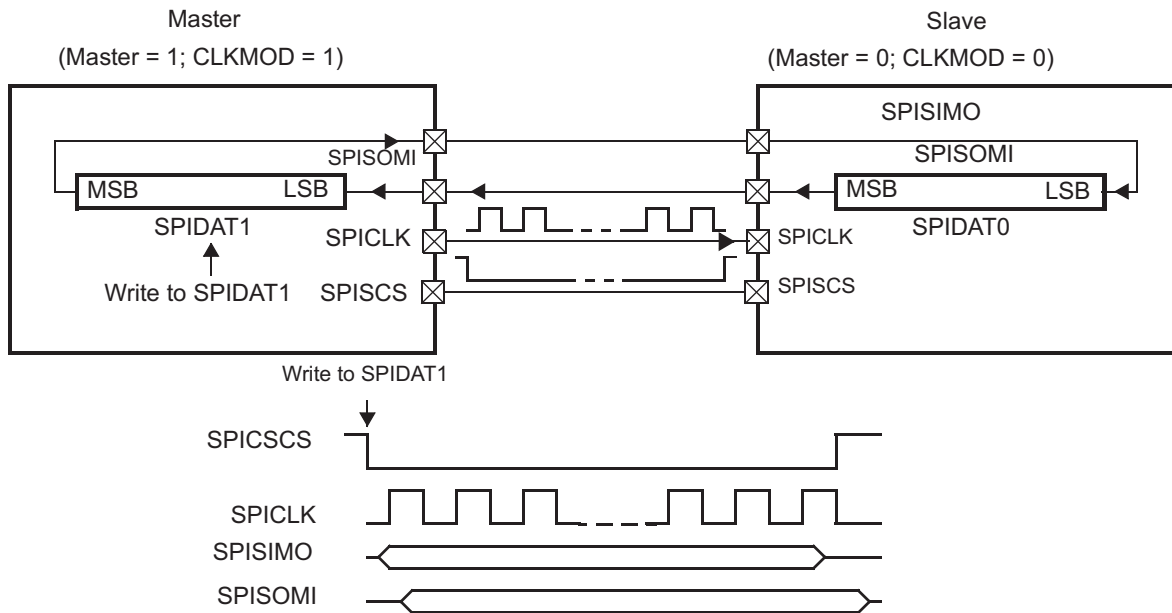 Master
(Master = 1; CLKMOD = 1)
Slave
(Master = 0; CLKMOD = 0)
SPISIMO
SPISOMI
SPISOMI
MSB LSB
MSB LSB
SPIDAT1
SPIDAT0
SPICLK
SPICLK
Write to SPIDAT1
SPISCS
SPISCS
Write to SPIDAT1
SPICSCS
SPICLK
SPISIMO
SPISOMI